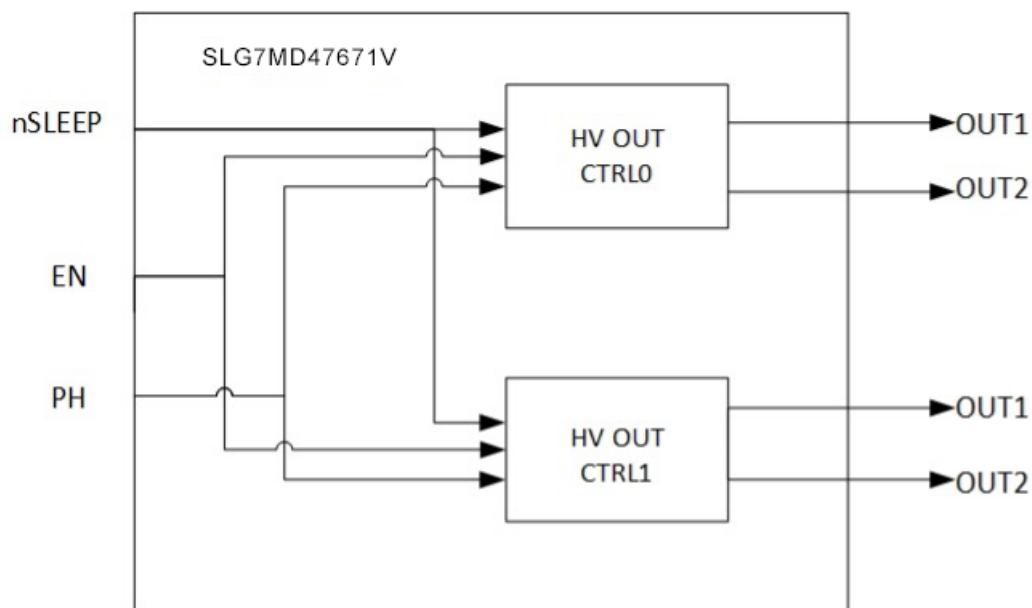 SLG7MD47671V
nSLEEP
HV OUT
CTRL0
OUT1
OUT2
EN
PH
HV OUT
CTRL1
OUT1
OUT2